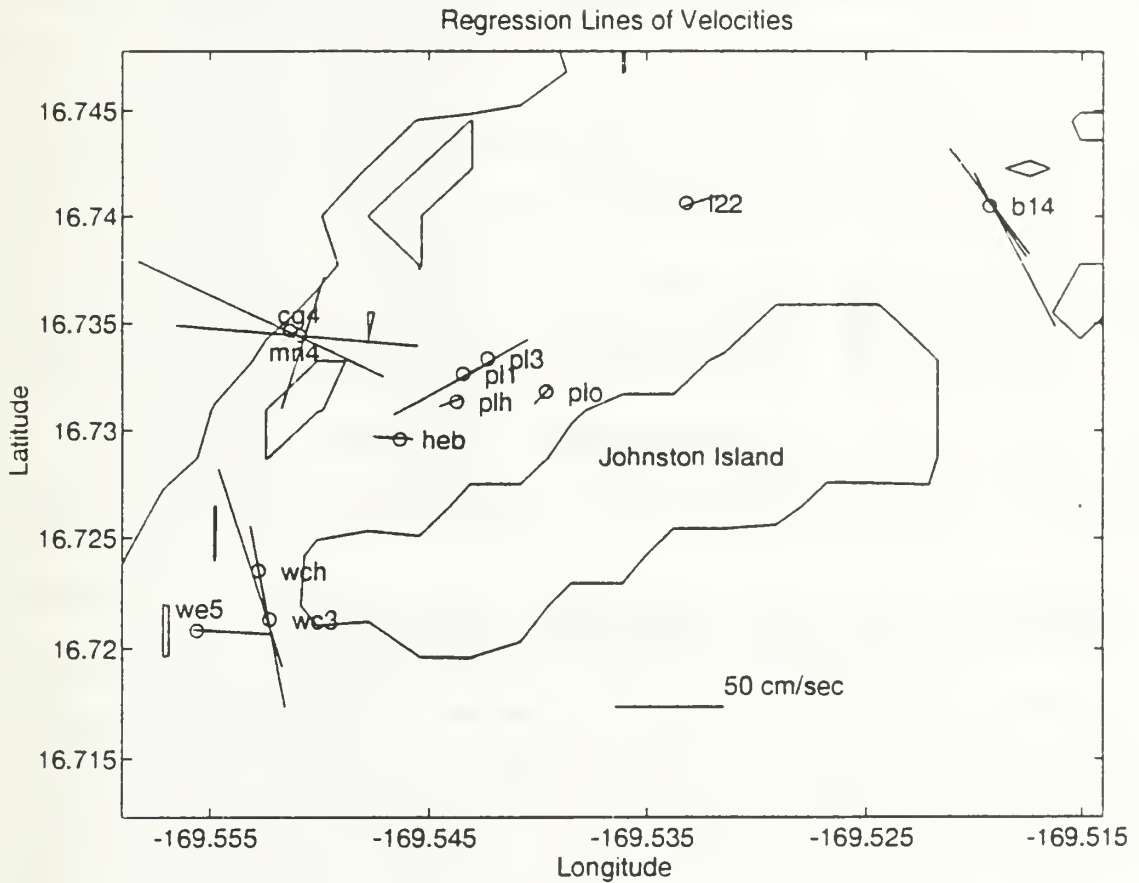 Regression Lines of Velocities
16.745
16.74
16.735
16.73
16.725
16.72
16.715
Latitude
l22
b14
cg4
mn4
pl3
pl1
plh
plo
heb
Johnston Island
wch
we5
wc3
50 cm/sec
-169.555
-169.545
-169.535
-169.525
-169.515
Longitude